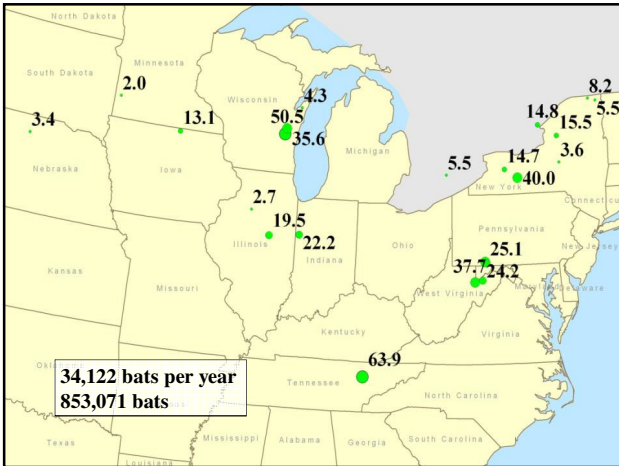 North Dakota
Minnesota
South Dakota
2.0
Wisconsin
4.3
8.2
5.5
3.4
13.1
50.5
35.6
14.8
15.5
Michigan
5.5
14.7
3.6
40.0
New York
Nebraska
Iowa
2.7
19.5
22.2
Illinois
Indiana
Ohio
Pennsylvania
Connecticut
New Jersey
25.1
37.7
24.2
West Virginia
Maryland
Delaware
Kansas
Missouri
Kentucky
Virginia
63.9
Tennessee
North Carolina
34,122 bats per year
853,071 bats
Texas
Louisiana
Mississippi
Alabama
Georgia
South Carolina